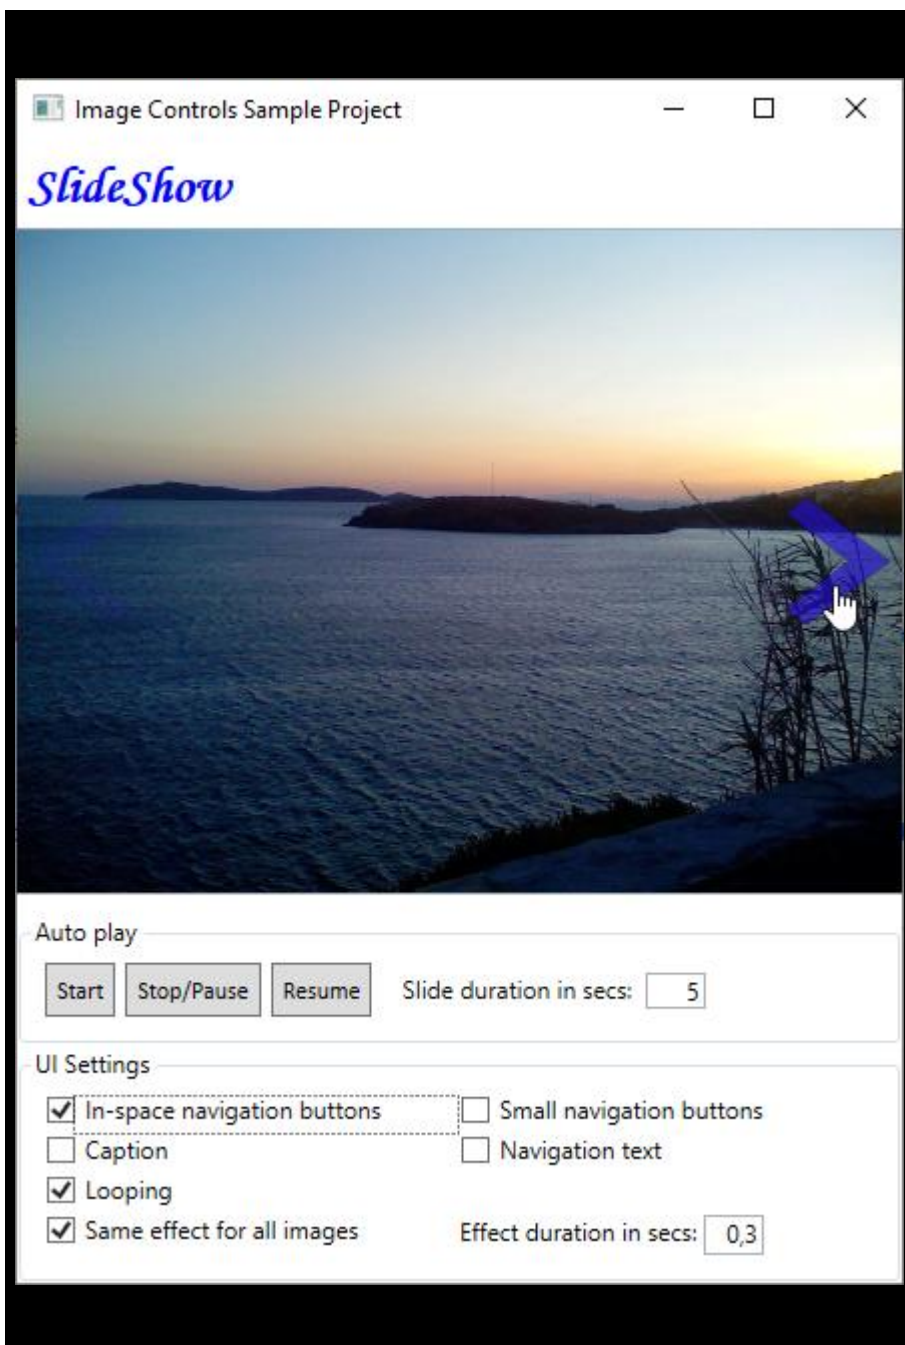 Image Controls Sample Project
SlideShow
Auto play
Start Stop/Pause Resume Slide duration in secs: 5
UI Settings
In-space navigation buttons Small navigation buttons
Caption Navigation text
Looping
Same effect for all images Effect duration in secs: 0,3